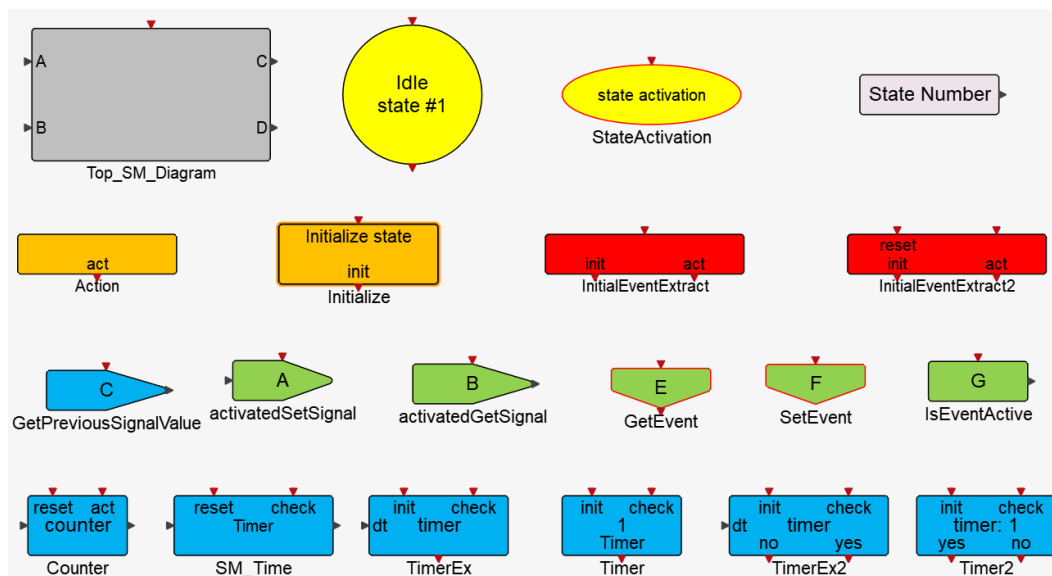 A
C
B
D
Top_SM_Diagram
Idle
state #1
state activation
StateActivation
State Number
act
Action
Initialize state
init
Initialize
init act
InitialEventExtract
reset
init act
InitialEventExtract2
C
GetPreviousSignalValue
A
activatedSetSignal
B
activatedGetSignal
E
GetEvent
F
SetEvent
G
IsEventActive
reset act
counter
Counter
reset check
Timer
SM_Time
init check
dt timer
TimerEx
init check
1
Timer
Timer
init check
dt timer
no yes
TimerEx2
init check
timer: 1
yes no
Timer2